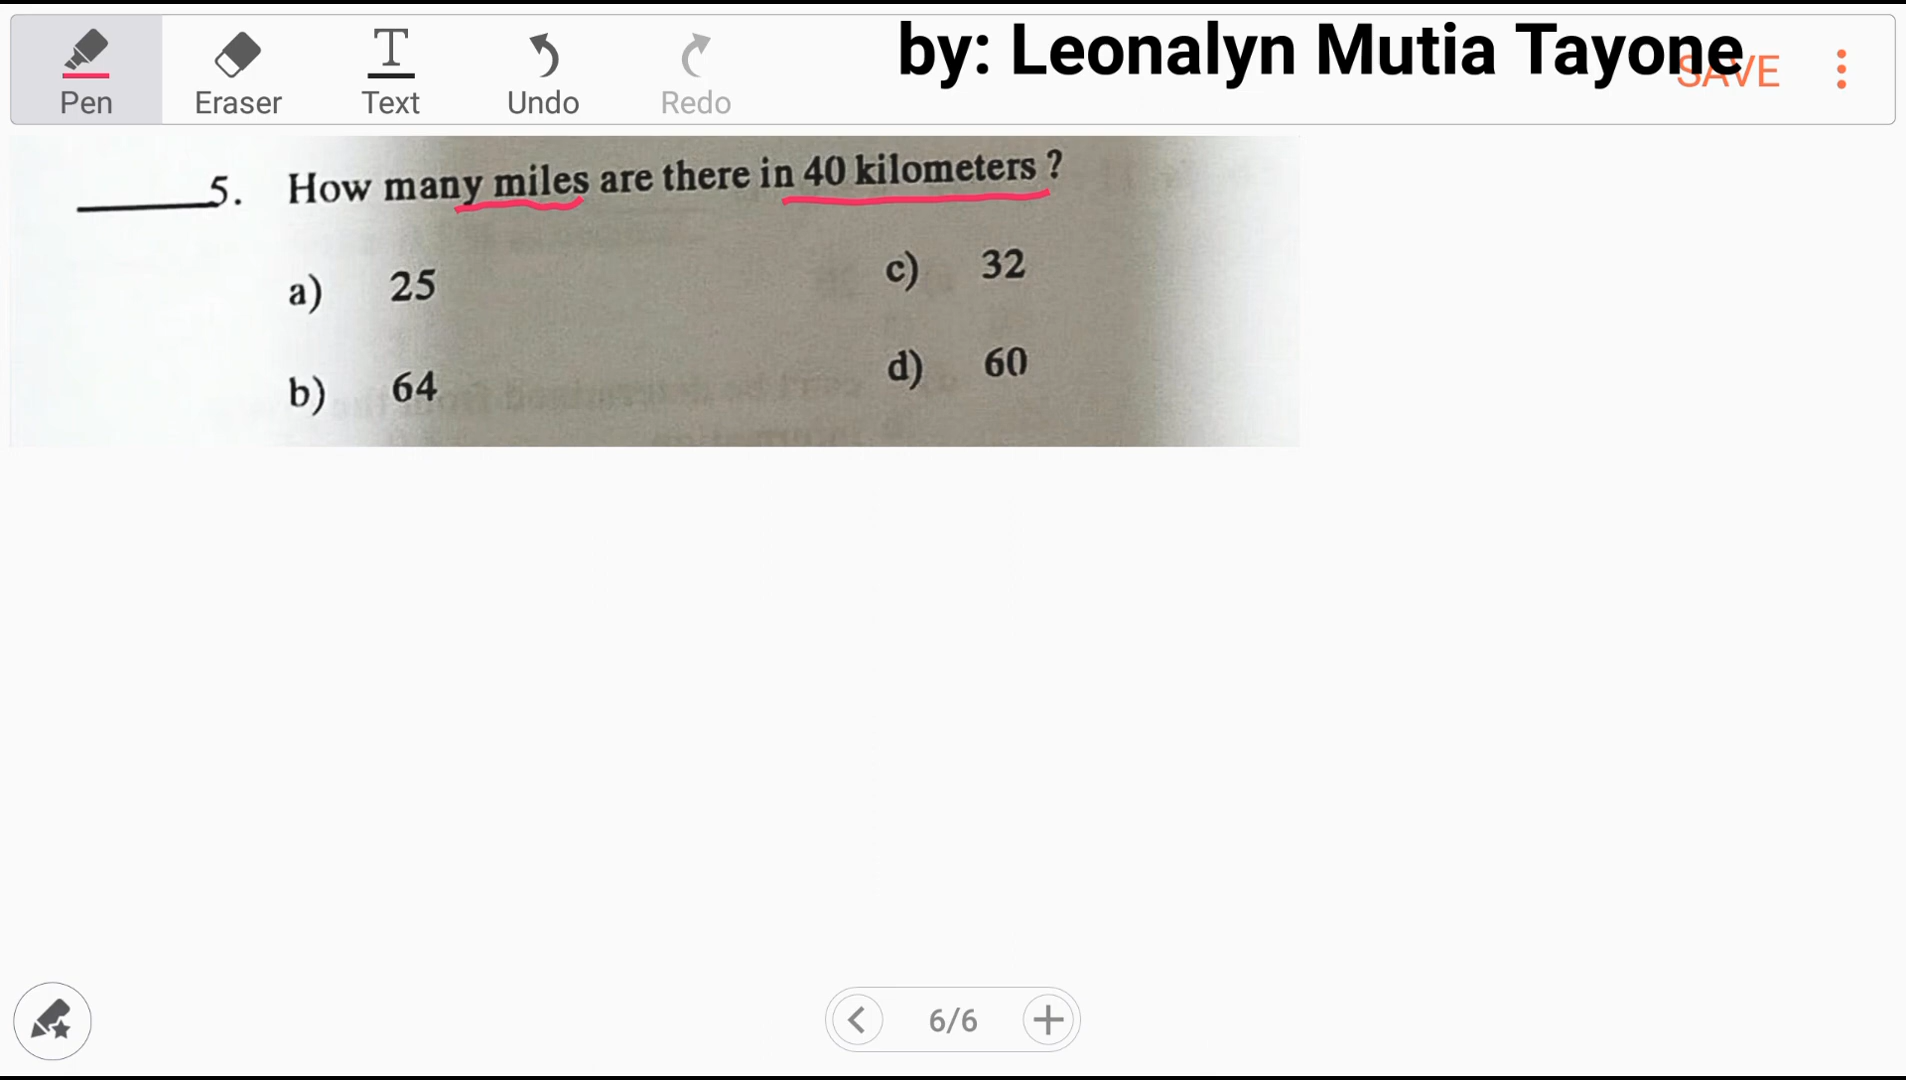 by: Leonalyn Mutia Tayone
SAVE
Pen
Eraser
Text
Undo
Redo
5. How many miles are there in 40 kilometers ?
a) 25
c) 32
b) 64
d) 60
6/6